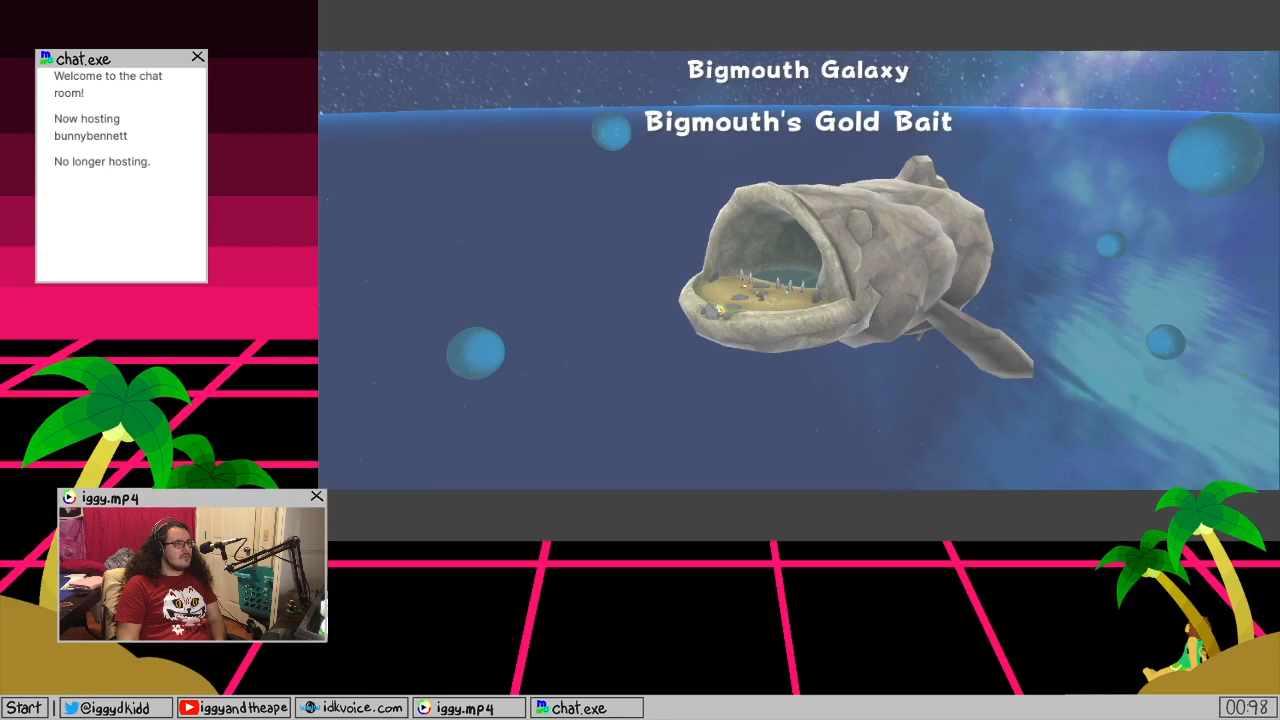 chat.exe
Welcome to the chat
room!
Now hosting
bunnybennett
No longer hosting.
Bigmouth Galaxy
Bigmouth's Gold Bait
iggy.mp4
Start | @iggydkidd iggyandtheape idkvoice.com iggy.mp4 chat.exe 00:98